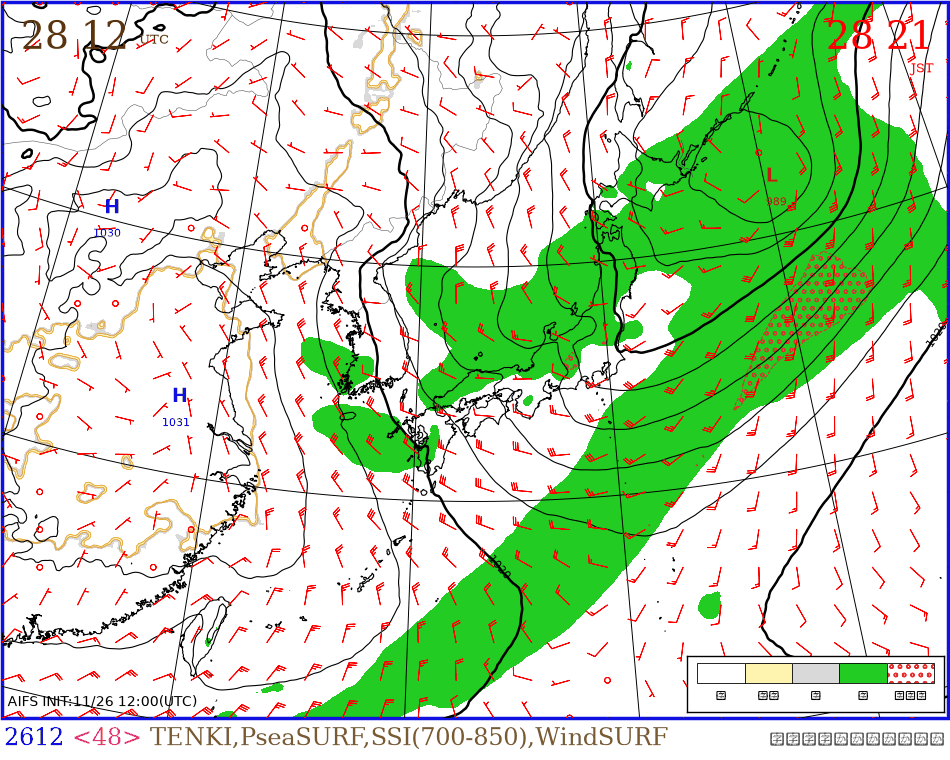 28 12 UTC
28 21
JST
L
989
H
1030
1020
H
1031
1020
AIFS INIT:11/26 12:00(UTC)
2612 <48> TENKI,PseaSURF,SSI(700-850),WindSURF